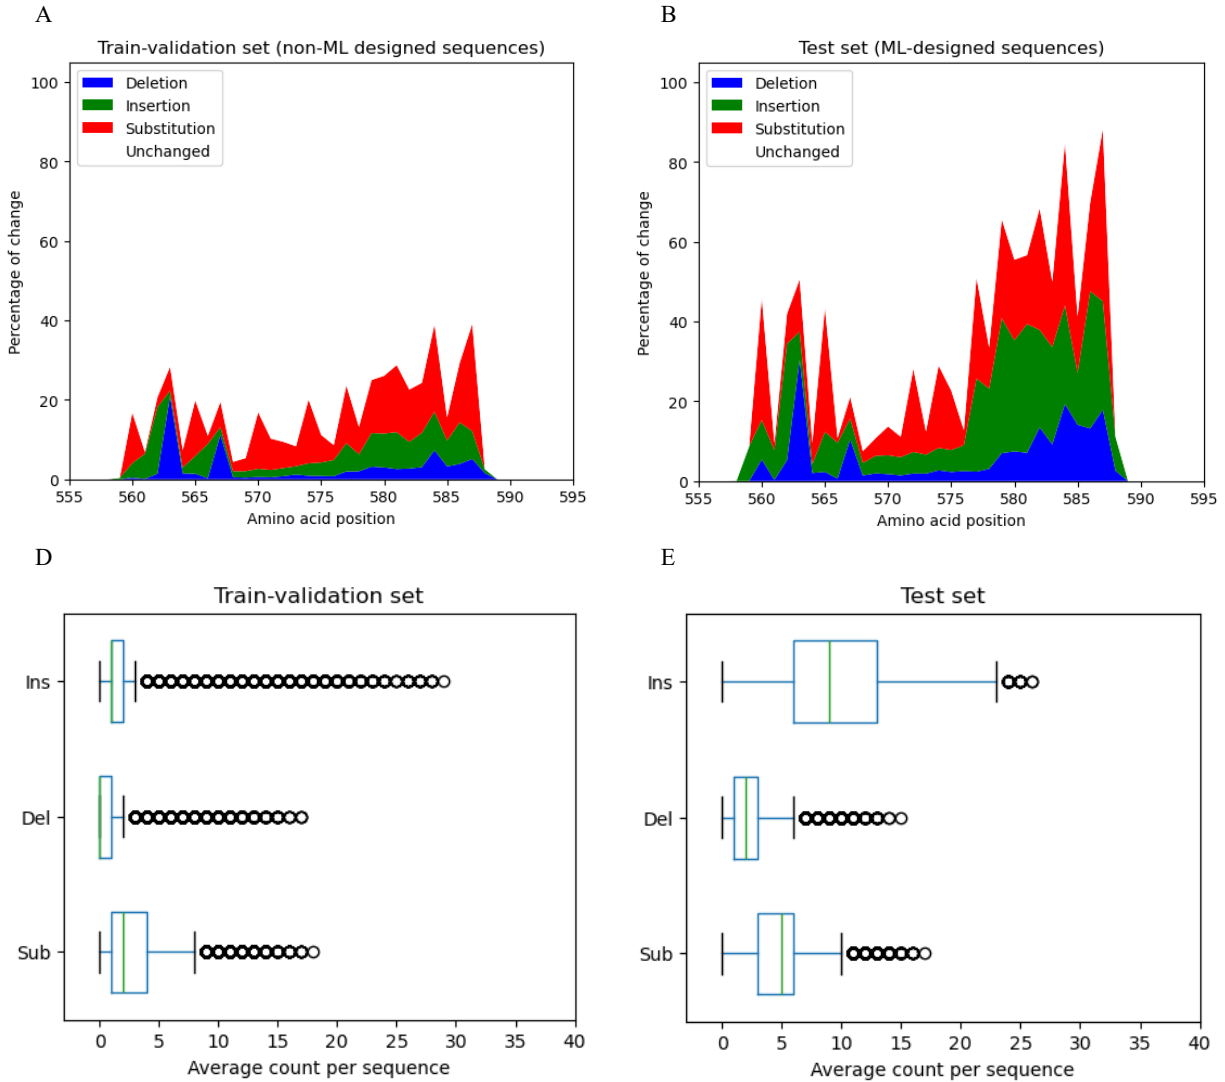 A
Train-validation set (non-ML designed sequences)
Deletion
Insertion
Substitution
Unchanged
100
80
60
40
20
0
Percentage of change
555 560 565 570 575 580 585 590 595
Amino acid position
B
Test set (ML-designed sequences)
Deletion
Insertion
Substitution
Unchanged
100
80
60
40
20
0
Percentage of change
555 560 565 570 575 580 585 590 595
Amino acid position
D
Train-validation set
Ins
Del
Sub
0 5 10 15 20 25 30 35 40
Average count per sequence
E
Test set
Ins
Del
Sub
0 5 10 15 20 25 30 35 40
Average count per sequence